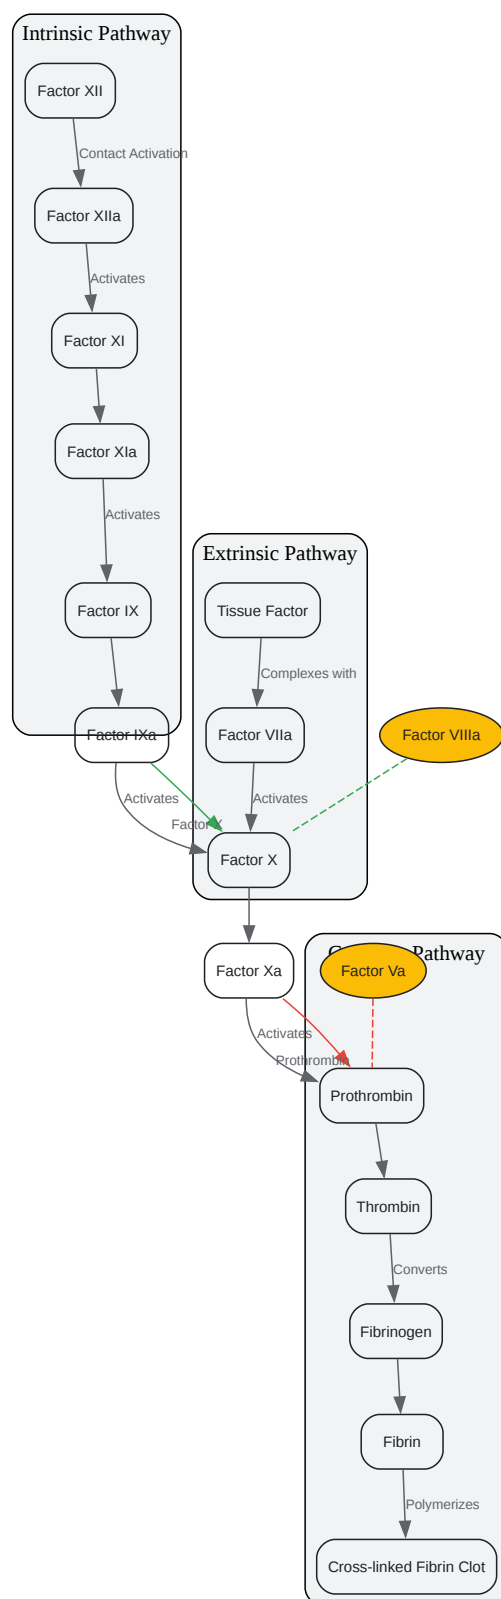 Intrinsic Pathway
Factor XII
Contact Activation
Factor XIIa
Activates
Factor XI
Factor XIa
Activates
Factor IX
Factor IXa
Extrinsic Pathway
Tissue Factor
Complexes with
Factor VIIa
Factor VIIIa
Activates
Activates
Factor X
Factor X
Factor Xa
Pathway
Factor Va
Activates
Prothrombin
Prothrombin
Thrombin
Converts
Fibrinogen
Fibrin
Polymerizes
Cross-linked Fibrin Clot